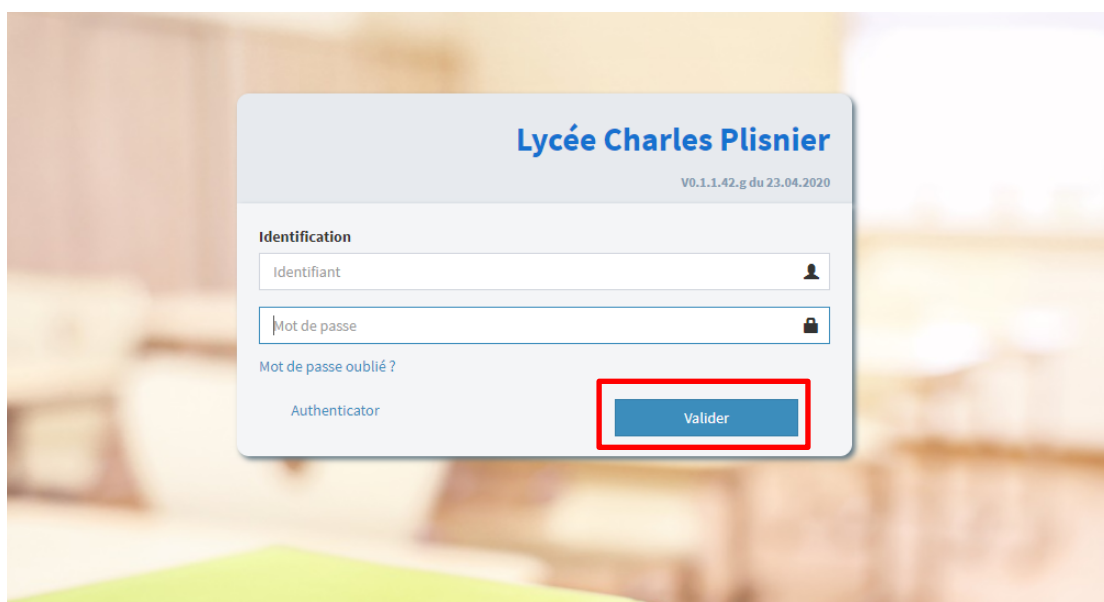 Lycée Charles Plisnier
V0.1.1.42.g du 23.04.2020
Identification
Identifiant
Mot de passe
Mot de passe oublié ?
Authenticator
Valider